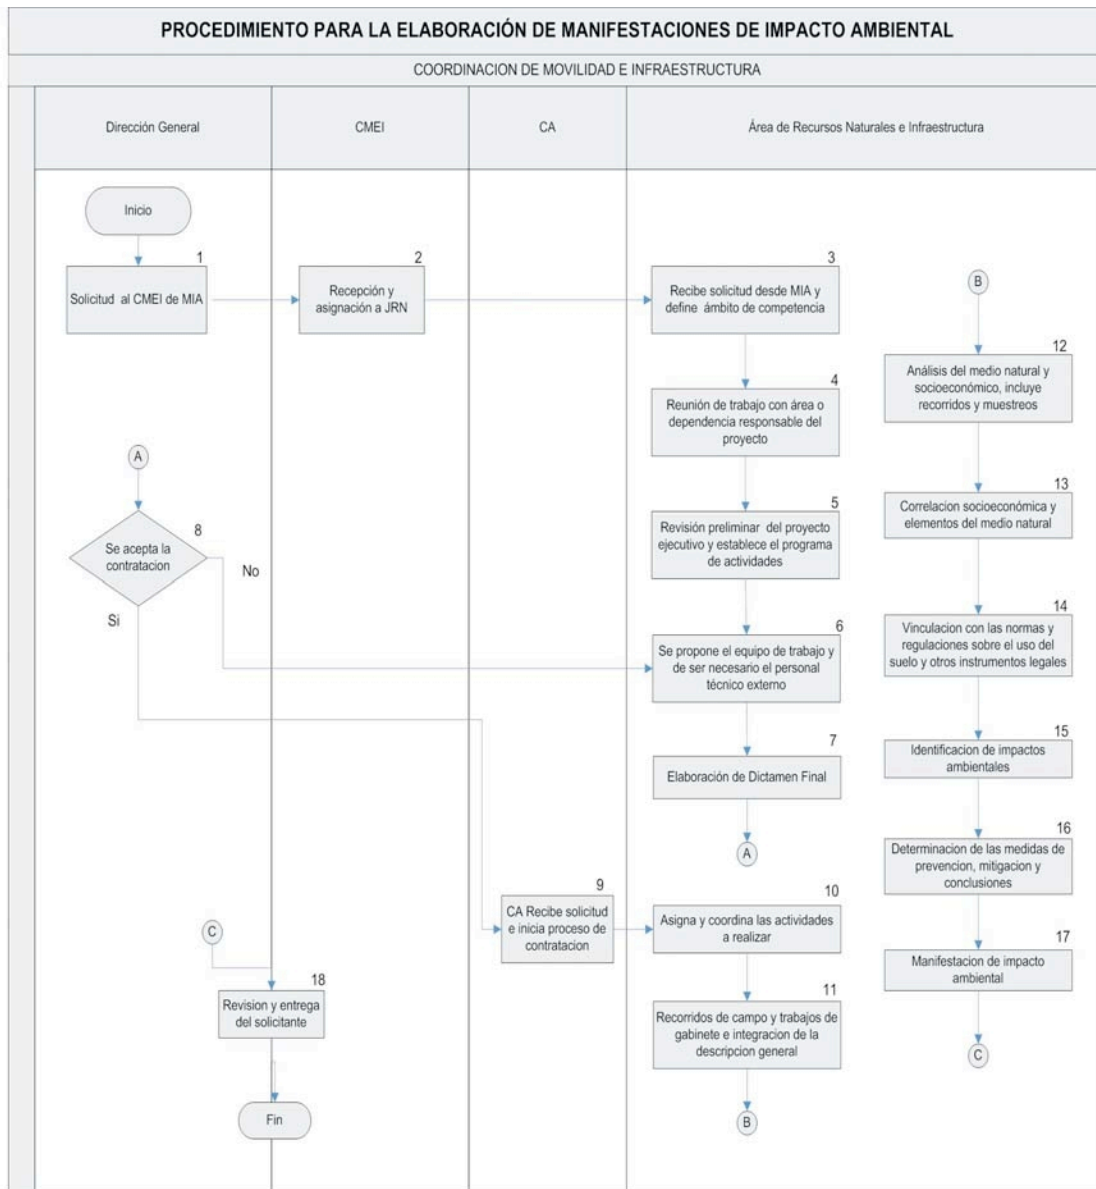 PROCEDIMIENTO PARA LA ELABORACIÓN DE MANIFESTACIONES DE IMPACTO AMBIENTAL
COORDINACION DE MOVILIDAD E INFRAESTRUCTURA
Dirección General
CMEI
CA
Área de Recursos Naturales e Infraestructura
Inicio
1
Solicitud al CMEI de MIA
2
Recepción y
asignación a JRN
3
Recibe solicitud desde MIA y
define ámbito de competencia
4
Reunión de trabajo con área o
dependencia responsable del
proyecto
5
Revisión preliminar del proyecto
ejecutivo y establece el programa
de actividades
6
Se propone el equipo de trabajo y
de ser necesario el personal
técnico externo
7
Elaboración de Dictamen Final
A
A
8
Se acepta la
contratacion
No
Si
9
CA Recibe solicitud
e inicia proceso de
contratacion
10
Asigna y coordina las actividades
a realizar
11
Recorridos de campo y trabajos de
gabinete e integracion de la
descripcion general
B
B
12
Análisis del medio natural y
socioeconómico, incluye
recorridos y muestreos
13
Correlacion socioeconómica y
elementos del medio natural
14
Vinculacion con las normas y
regulaciones sobre el uso del
suelo y otros instrumentos legales
15
Identificacion de impactos
ambientales
16
Determinacion de las medidas de
prevencion, mitigacion y
conclusiones
17
Manifestacion de impacto
ambiental
C
C
18
Revision y entrega
del solicitante
Fin